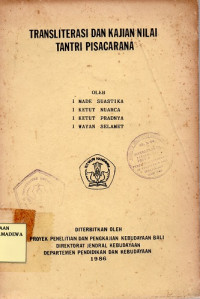 TRANSLITERASI DAN KAJIAN NILAI
TANTRI PISACARANA
OLEH
I MADE SUASTIKA
I KETUT NUARCA
I KETUT PRADNYA
I WAYAN SELAMET
DITERBITKAN OLEH
PROYEK PENELITIAN DAN PENGKAJIAN KEBUDAYAAN BALI
DIREKTORAT JENDRAL KEBUDAYAAN
DEPARTEMEN PENDIDIKAN DAN KEBUDAYAAN
1986